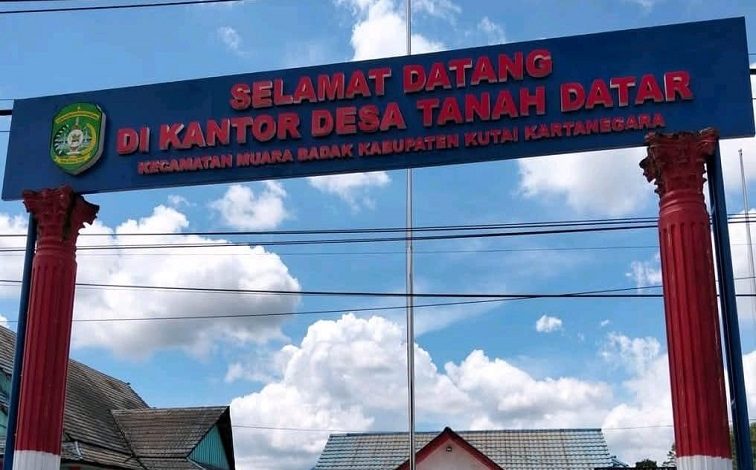 SELAMAT DATANG
DI KANTOR DESA TANAH DATAR
KECAMATAN MUARA BADAK KABUPATEN KUTAI KARTANEGARA